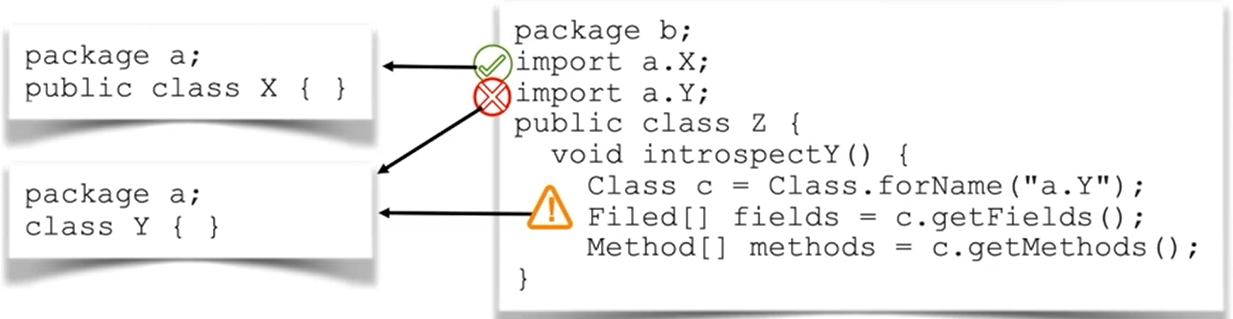 package a;
public class X { }
package a;
class Y { }
package b;
import a.X;
import a.Y;
public class Z {
void introspectY() {
Class c = Class.forName("a.Y");
Filed[] fields = c.getFields();
Method[] methods = c.getMethods();
}